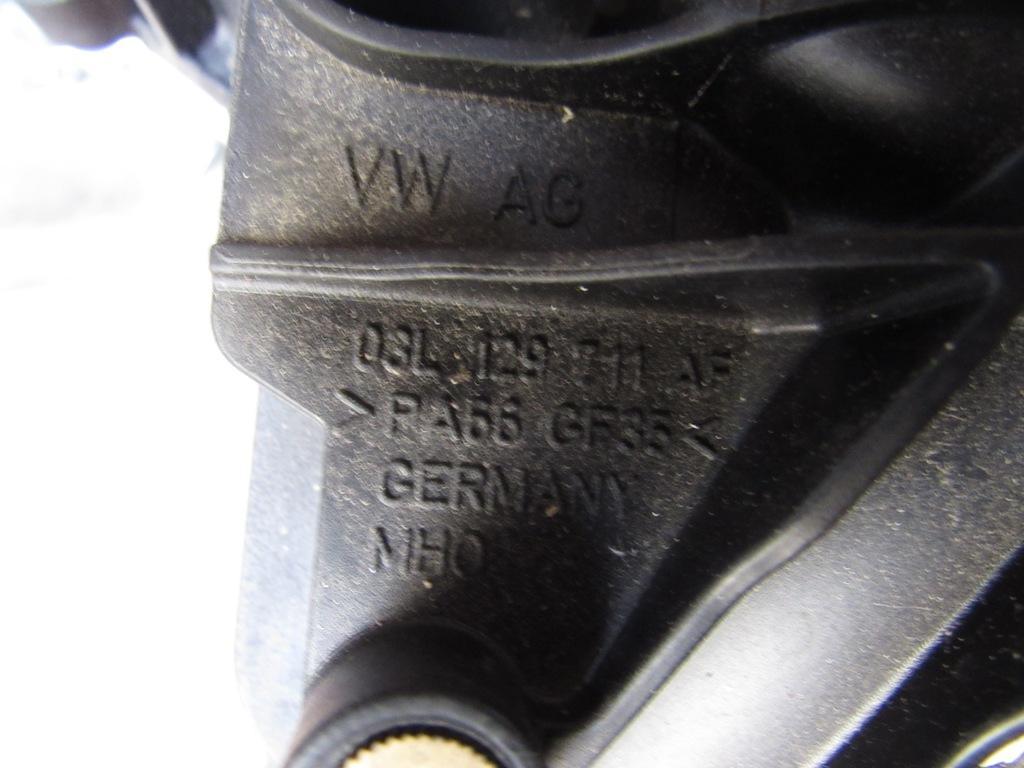 VW AG
03L 129 711 AF
>PA66 GF35<
GERMANY
MHO